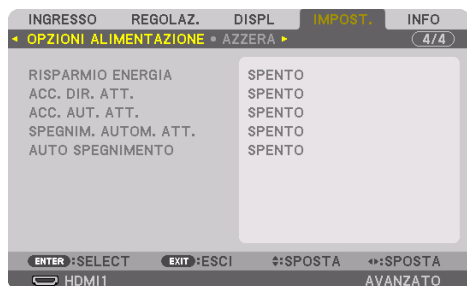 INGRESSO REGOLAZ. DISPL IMPOST. INFO
OPZIONI ALIMENTAZIONE • AZZERA 4/4
RISPARMIO ENERGIA SPENTO
ACC. DIR. ATT. SPENTO
ACC. AUT. ATT. SPENTO
SPEGNIM. AUTOM. ATT. SPENTO
AUTO SPEGNIMENTO SPENTO
ENTER :SELECT EXIT :ESCI :SPOSTA :SPOSTA
HDMI1 AVANZATO